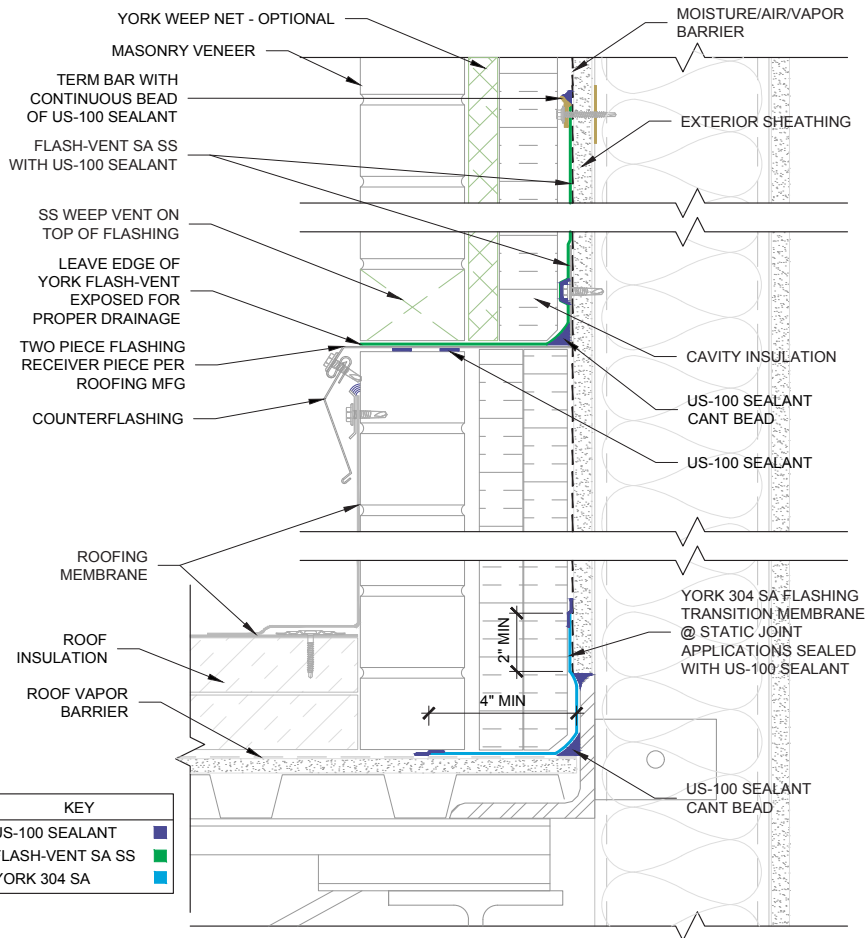 YORK WEEP NET - OPTIONAL
MASONRY VENEER
TERM BAR WITH
CONTINUOUS BEAD
OF US-100 SEALANT
FLASH-VENT SA SS
WITH US-100 SEALANT
SS WEEP VENT ON
TOP OF FLASHING
LEAVE EDGE OF
YORK FLASH-VENT
EXPOSED FOR
PROPER DRAINAGE
TWO PIECE FLASHING
RECEIVER PIECE PER
ROOFING MFG
COUNTERFLASHING
ROOFING
MEMBRANE
ROOF
INSULATION
ROOF VAPOR
BARRIER
MOISTURE/AIR/VAPOR
BARRIER
EXTERIOR SHEATHING
CAVITY INSULATION
US-100 SEALANT
CANT BEAD
US-100 SEALANT
YORK 304 SA FLASHING
TRANSITION MEMBRANE
@ STATIC JOINT
APPLICATIONS SEALED
WITH US-100 SEALANT
2" MIN
4" MIN
US-100 SEALANT
CANT BEAD
KEY
US-100 SEALANT
FLASH-VENT SA SS
YORK 304 SA